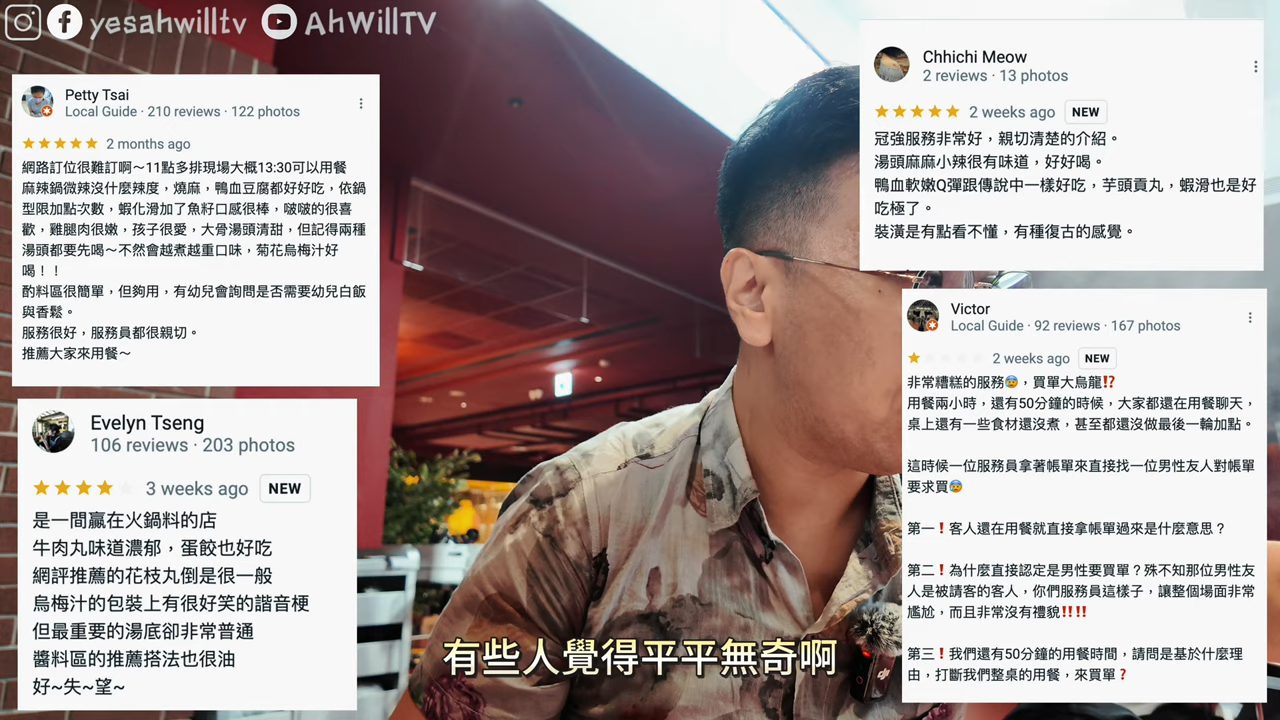 yesahwilltv AhWillTV
Petty Tsai
Local Guide · 210 reviews · 122 photos
2 months ago
網路訂位很難訂啊～11點多排現場大概13:30可以用餐
麻辣鍋微辣沒什麼辣度，燒麻，鴨血豆腐都好好吃，依鍋
型限加點次數，蝦化滑加了魚籽口感很棒，啵啵的很喜
歡，雞腿肉很嫩，孩子很愛，大骨湯頭清甜，但記得兩種
湯頭都要先喝～不然會越煮越重口味，菊花烏梅汁好
喝！！
酌料區很簡單，但夠用，有幼兒會詢問是否需要幼兒白飯
與香鬆。
服務很好，服務員都很親切。
推薦大家來用餐～
Evelyn Tseng
106 reviews · 203 photos
3 weeks ago NEW
是一間贏在火鍋料的店
牛肉丸味道濃郁，蛋餃也好吃
網評推薦的花枝丸倒是很一般
烏梅汁的包裝上有很好笑的諧音梗
但最重要的湯底卻非常普通
醬料區的推薦搭法也很油
好~失~望~
Chhichi Meow
2 reviews · 13 photos
2 weeks ago NEW
冠強服務非常好，親切清楚的介紹。
湯頭麻麻小辣很有味道，好好喝。
鴨血軟嫩Q彈跟傳說中一樣好吃，芋頭貢丸，蝦滑也是好
吃極了。
裝潢是有點看不懂，有種復古的感覺。
Victor
Local Guide · 92 reviews · 167 photos
2 weeks ago NEW
非常糟糕的服務😰，買單大烏龍⁉️
用餐兩小時，還有50分鐘的時候，大家都還在用餐聊天，
桌上還有一些食材還沒煮，甚至都還沒做最後一輪加點。
這時候一位服務員拿著帳單來直接找一位男性友人對帳單
要求買😰
第一❗客人還在用餐就直接拿帳單過來是什麼意思？
第二❗為什麼直接認定是男性要買單？殊不知那位男性友
人是被請客的客人，你們服務員這樣子，讓整個場面非常
尷尬，而且非常沒有禮貌‼️‼️
第三❗我們還有50分鐘的用餐時間，請問是基於什麼理
由，打斷我們整桌的用餐，來買單❓
有些人覺得平平無奇啊